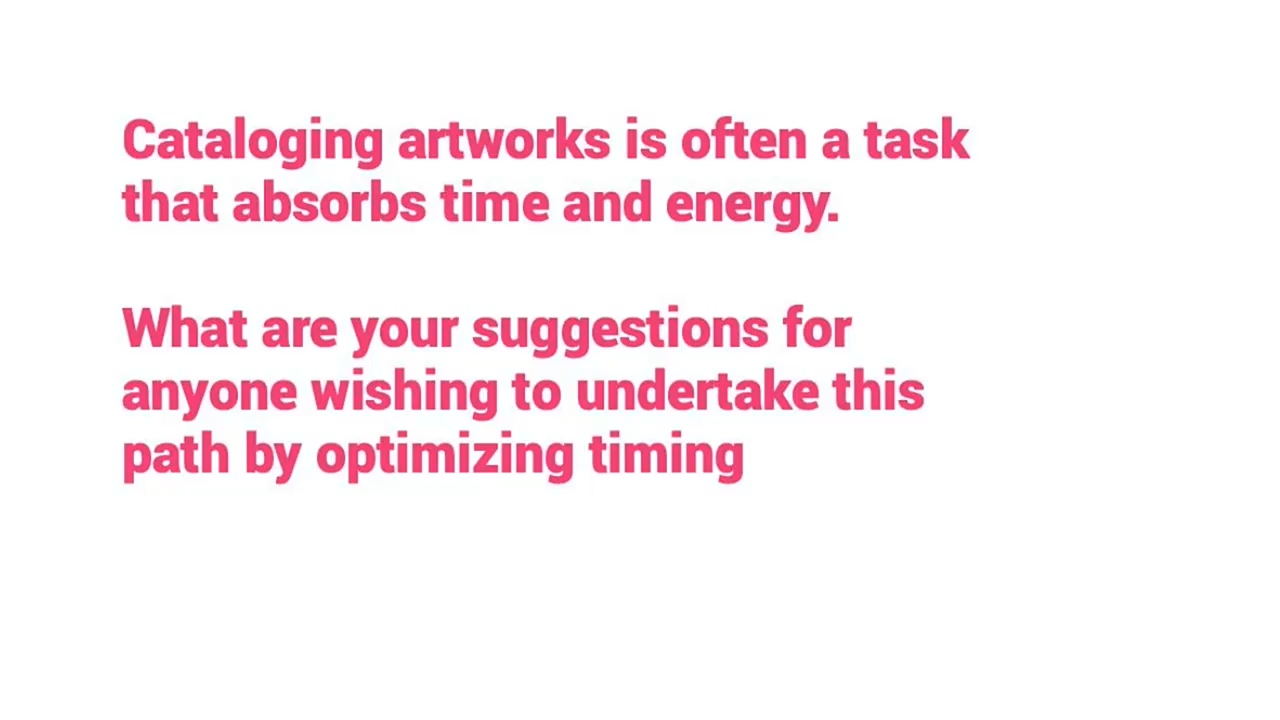 Cataloging artworks is often a task
that absorbs time and energy.
What are your suggestions for
anyone wishing to undertake this
path by optimizing timing